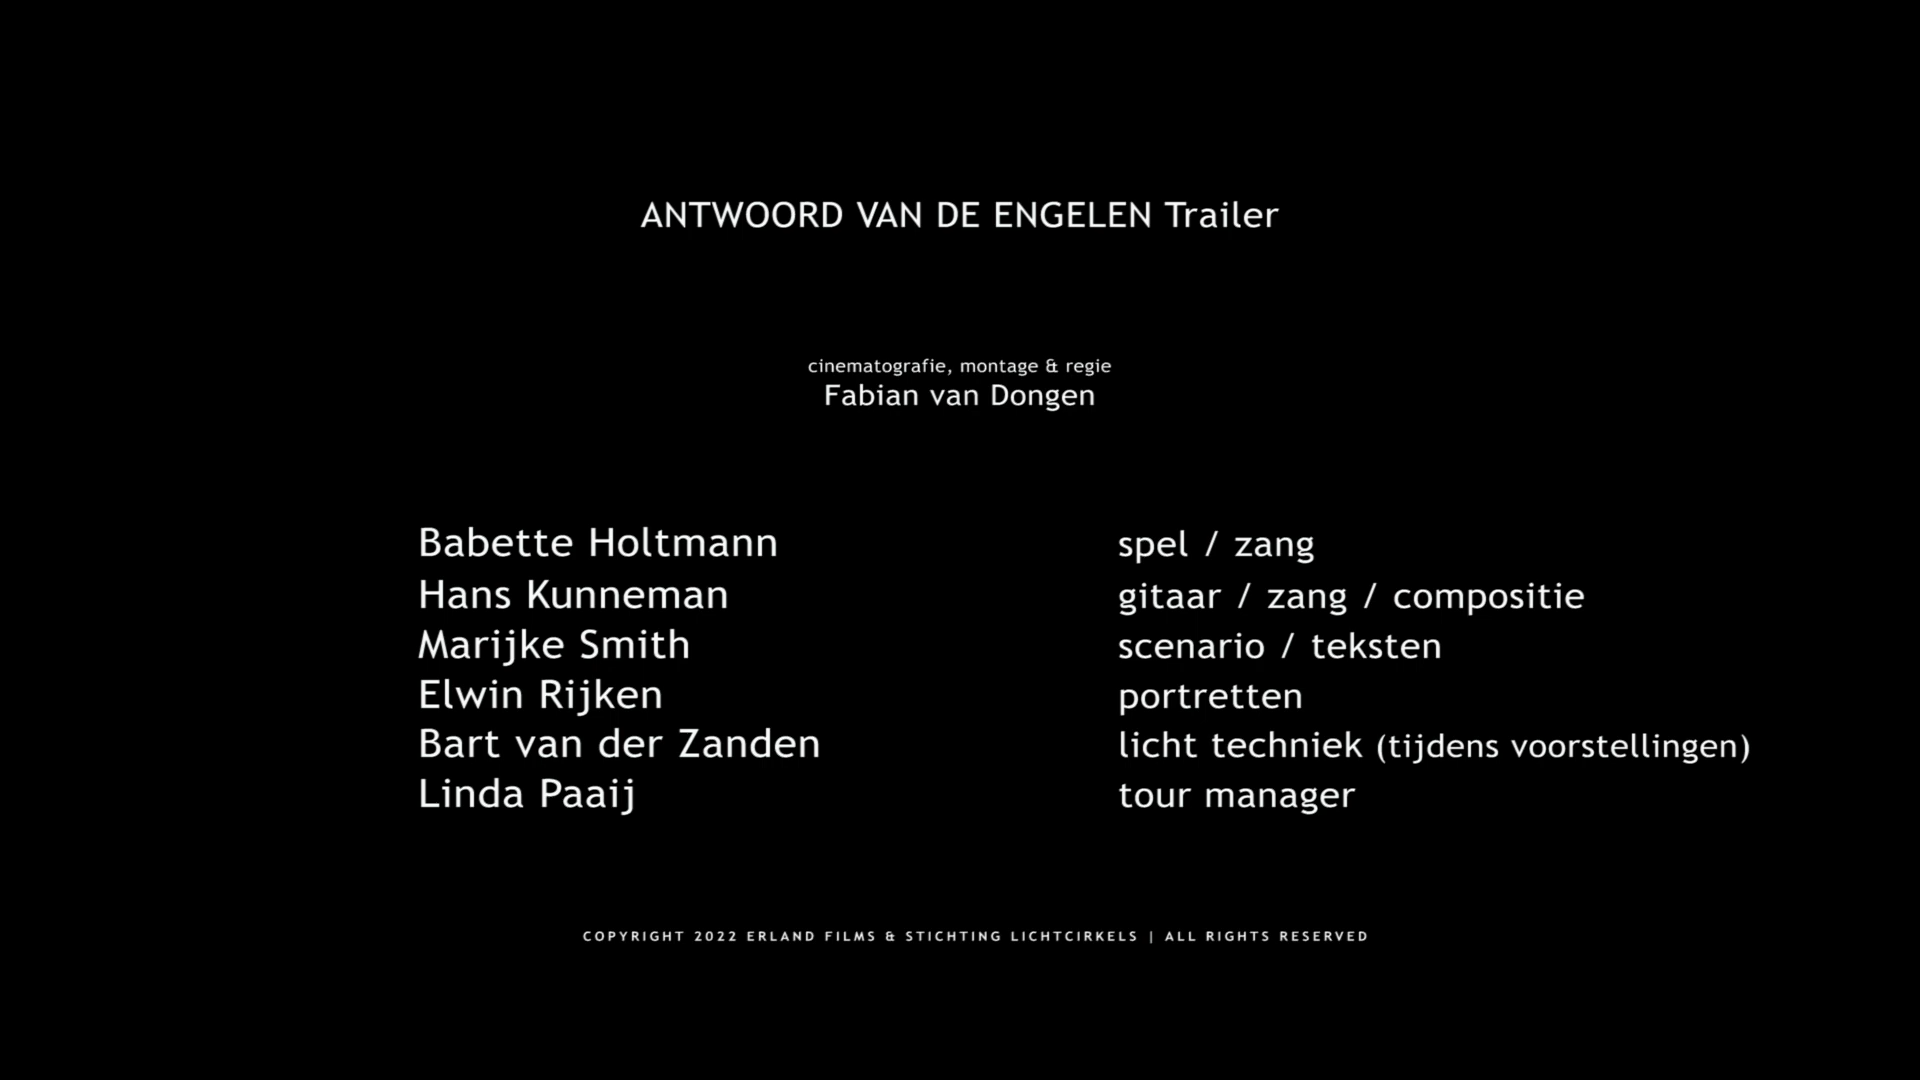 ANTWOORD VAN DE ENGELEN Trailer
cinematografie, montage & regie
Fabian van Dongen
Babette Holtmann spel / zang
Hans Kunneman gitaar / zang / compositie
Marijke Smith scenario / teksten
Elwin Rijken portretten
Bart van der Zanden licht techniek (tijdens voorstellingen)
Linda Paaij tour manager
COPYRIGHT 2022 ERLAND FILMS & STICHTING LICHTCIRKELS | ALL RIGHTS RESERVED